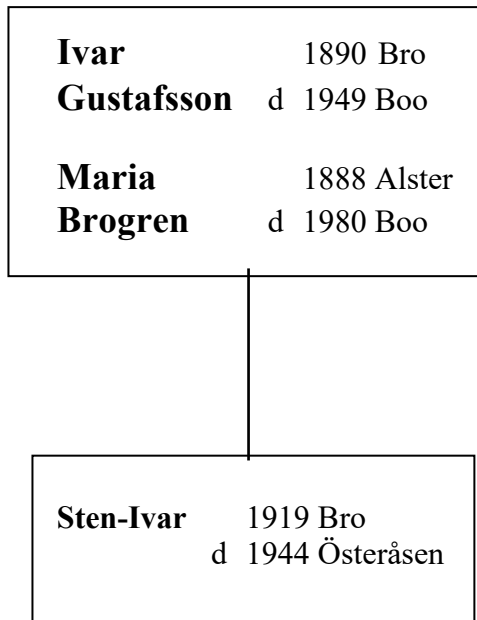 Ivar 1890 Bro
Gustafsson d 1949 Boo
Maria 1888 Alster
Brogren d 1980 Boo
Sten-Ivar 1919 Bro
d 1944 Österåsen